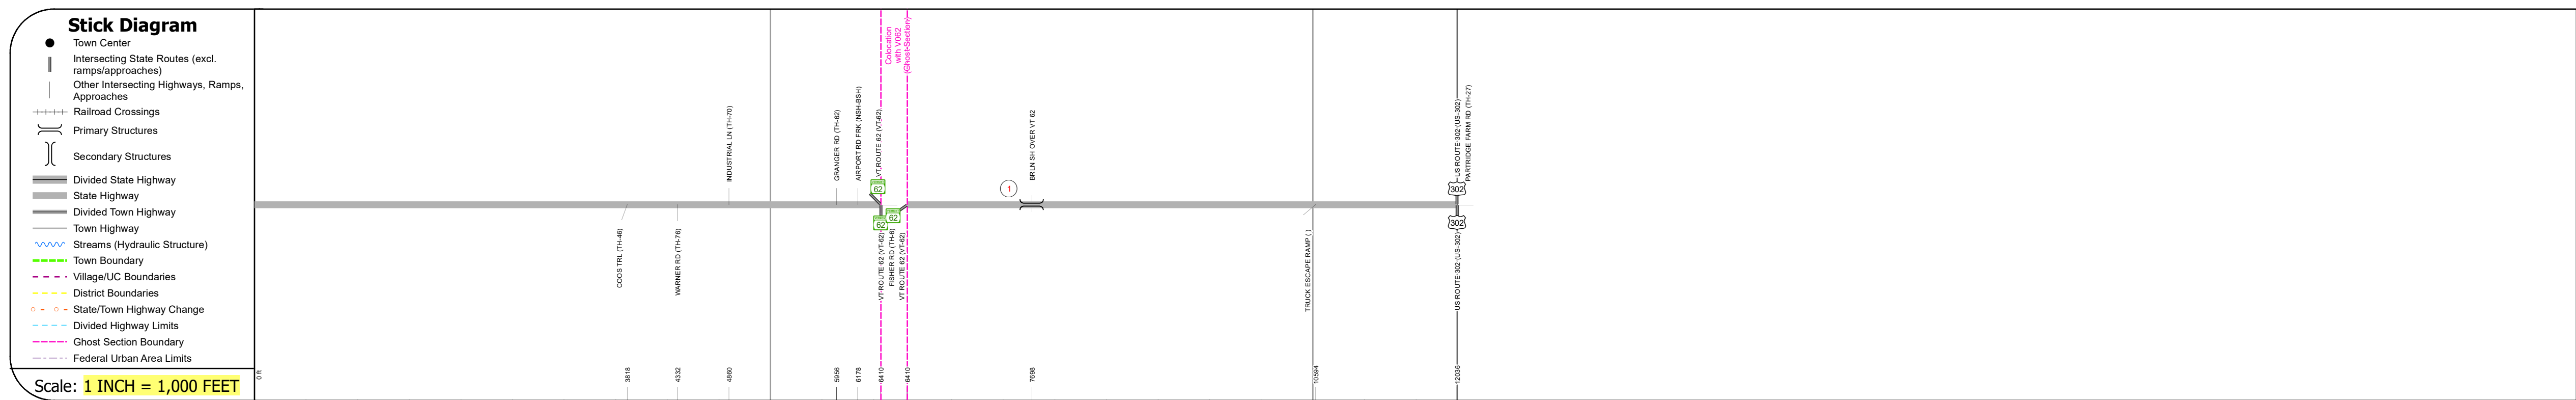 Stick Diagram
Town Center
Intersecting State Routes (excl.
ramps/approaches)
Other Intersecting Highways, Ramps,
Approaches
Railroad Crossings
Primary Structures
Secondary Structures
Divided State Highway
State Highway
Divided Town Highway
Town Highway
Streams (Hydraulic Structure)
Town Boundary
Village/UC Boundaries
District Boundaries
State/Town Highway Change
Divided Highway Limits
Ghost Section Boundary
Federal Urban Area Limits
Scale: 1 INCH = 1,000 FEET
0 ft
COOS TRL (TH-46)
3818
WARNER RD (TH-76)
4332
INDUSTRIAL LN (TH-70)
4860
GRANGER RD (TH-62)
5956
AIRPORT RD FRK (NSH-BSH)
6178
VT ROUTE 62 (VT-62)
62
62
VT ROUTE 62 (VT-62)
6410
Colocation
with V062
(Ghost-Section)
62
FISHER RD (TH-6)
VT ROUTE 62 (VT-62)
6410
1
BRLN SH OVER VT 62
7698
TRUCK ESCAPE RAMP ( )
10594
US ROUTE 302 (US-302)
PARTRIDGE FARM RD (TH-27)
302
302
US ROUTE 302 (US-302)
12036